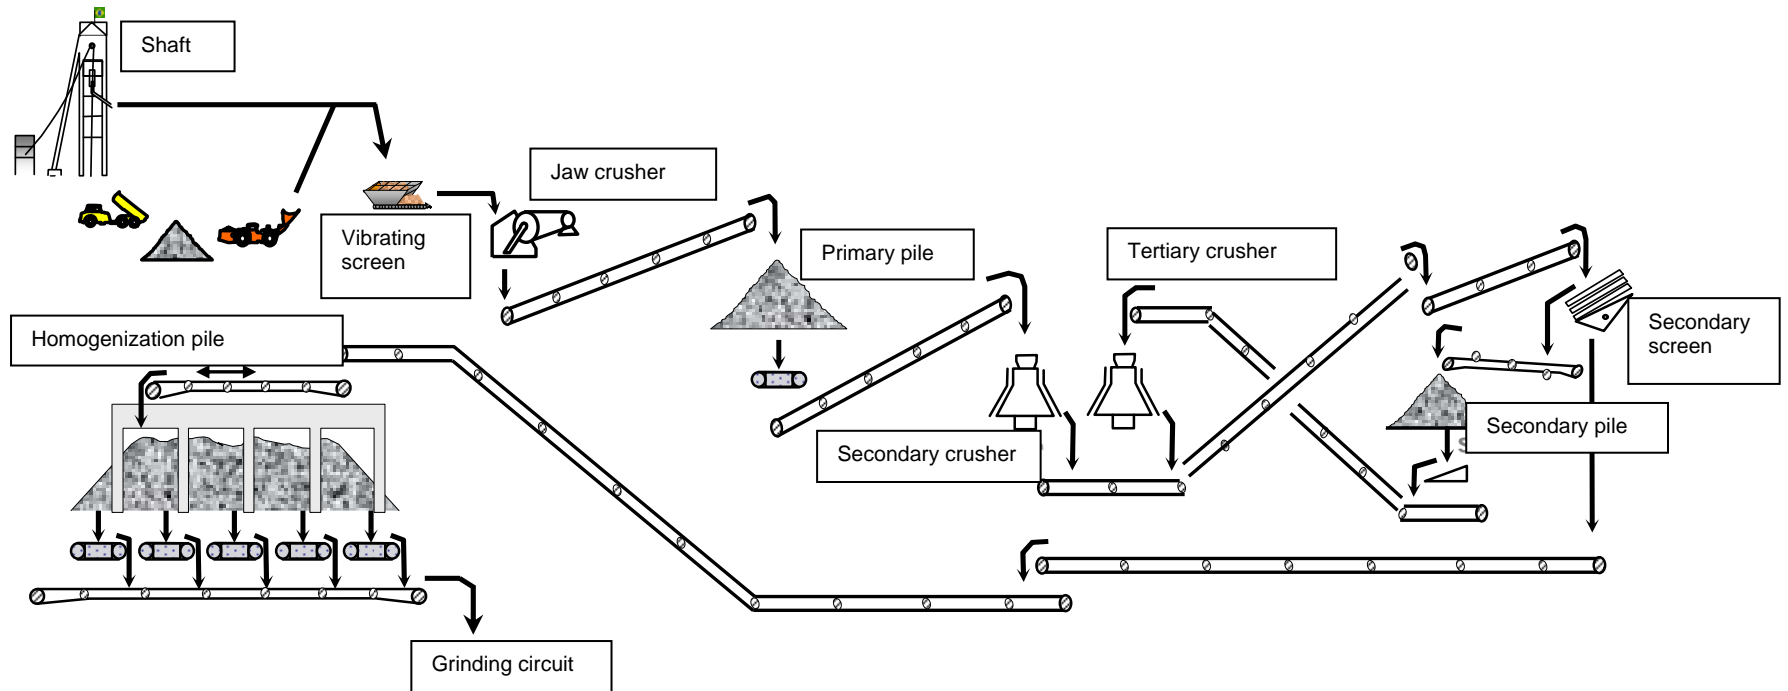 Shaft
Jaw crusher
Vibrating
screen
Primary pile
Tertiary crusher
Homogenization pile
Secondary
screen
Secondary crusher
Secondary pile
Grinding circuit